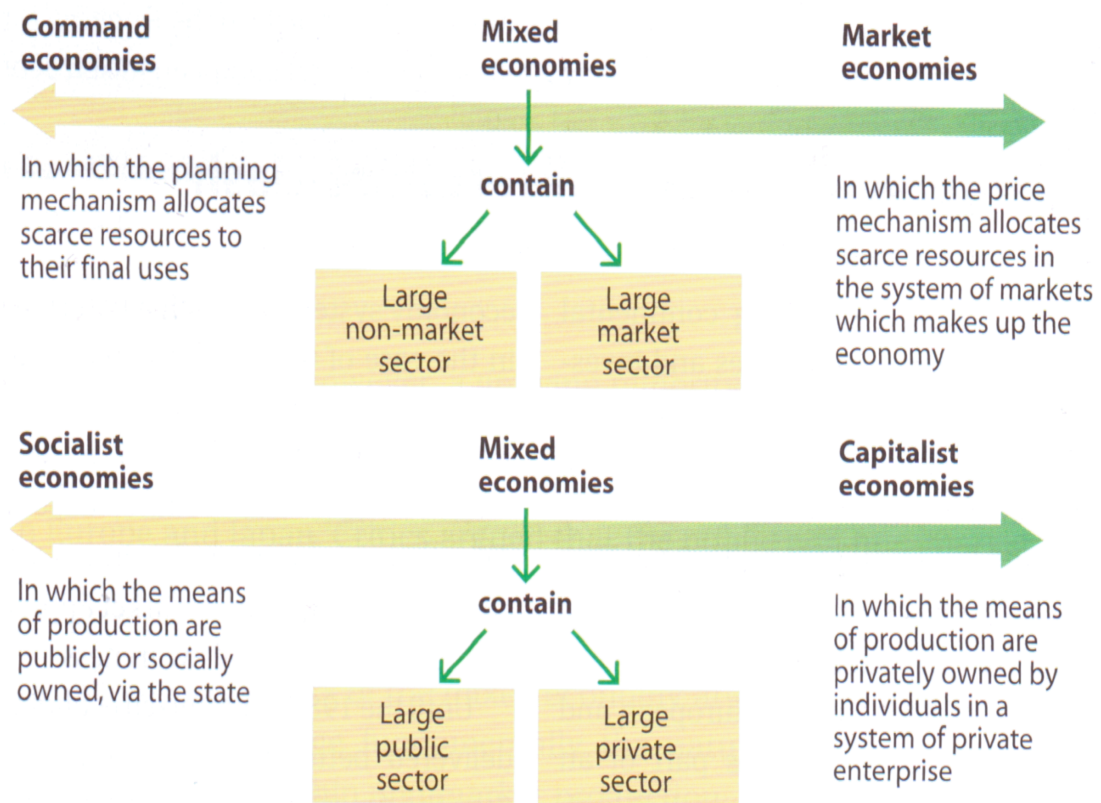 Command
economies
Mixed
economies
Market
economies
In which the planning
mechanism allocates
scarce resources to
their final uses
contain
In which the price
mechanism allocates
scarce resources in
the system of markets
which makes up the
economy
Large
non-market
sector
Large
market
sector
Socialist
economies
Mixed
economies
Capitalist
economies
In which the means
of production are
publicly or socially
owned, via the state
contain
In which the means
of production are
privately owned by
individuals in a
system of private
enterprise
Large
public
sector
Large
private
sector